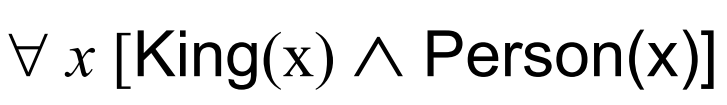 ∀ x [King(x) ∧ Person(x)]